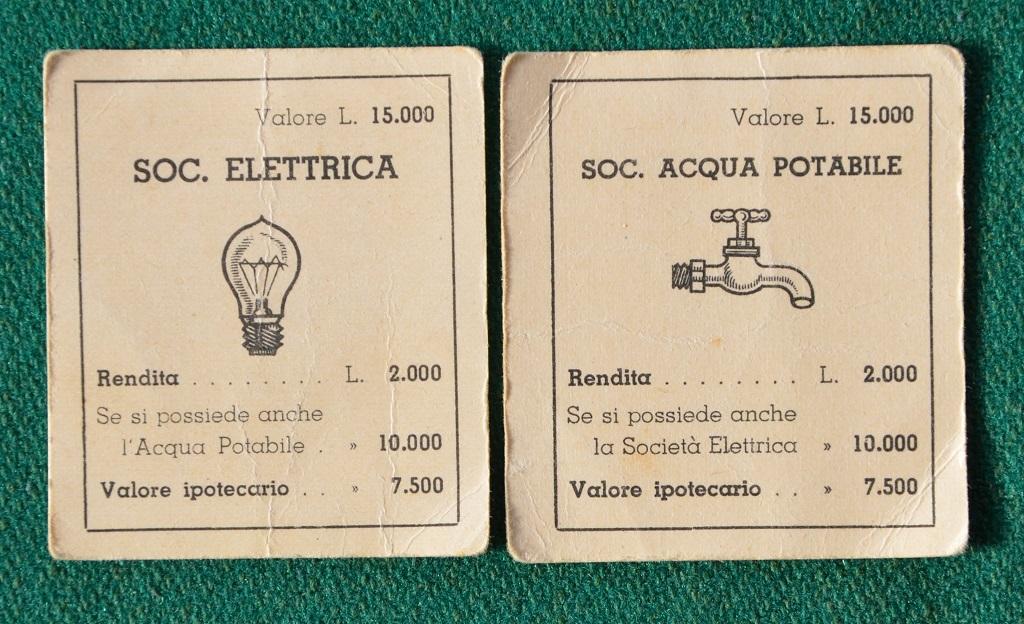 Valore L. 15.000
SOC. ELETTRICA
Rendita . . . . . . . . L. 2.000
Se si possiede anche
l'Acqua Potabile . » 10.000
Valore ipotecario . . » 7.500
Valore L. 15.000
SOC. ACQUA POTABILE
Rendita . . . . . . . . L. 2.000
Se si possiede anche
la Società Elettrica » 10.000
Valore ipotecario . . » 7.500